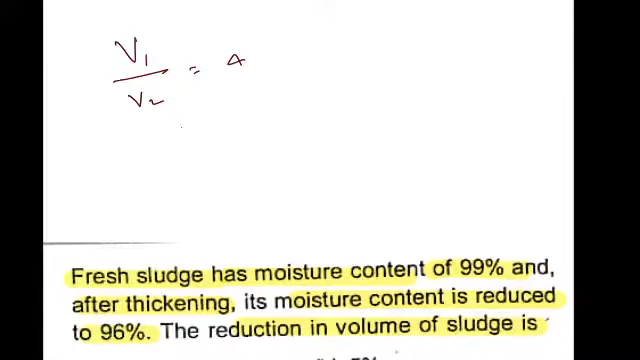 V1
/ V2 = 4
Fresh sludge has moisture content of 99% and,
after thickening, its moisture content is reduced
to 96%. The reduction in volume of sludge is